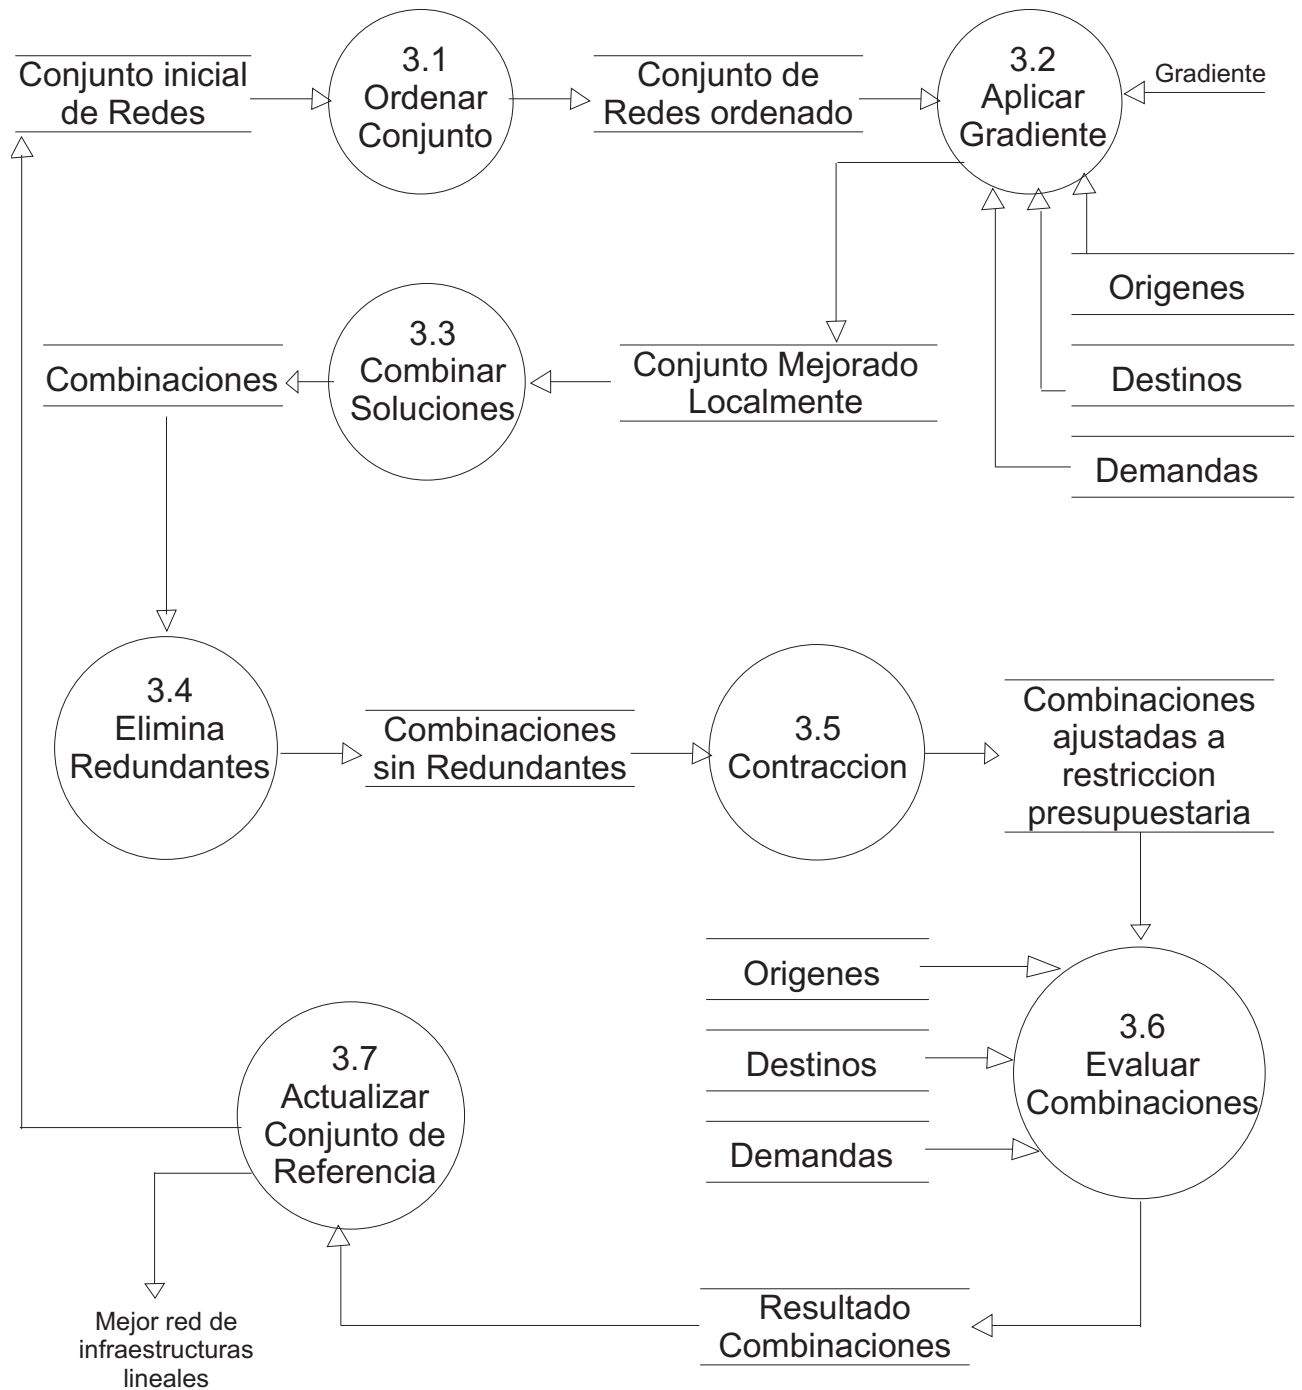 Conjunto inicial
de Redes
3.1
Ordenar
Conjunto
Conjunto de
Redes ordenado
3.2
Aplicar
Gradiente
Gradiente
Origenes
Destinos
Demandas
Conjunto Mejorado
Localmente
3.3
Combinar
Soluciones
Combinaciones
3.4
Elimina
Redundantes
Combinaciones
sin Redundantes
3.5
Contraccion
Combinaciones
ajustadas a
restriccion
presupuestaria
Origenes
Destinos
Demandas
3.6
Evaluar
Combinaciones
3.7
Actualizar
Conjunto de
Referencia
Resultado
Combinaciones
Mejor red de
infraestructuras
lineales